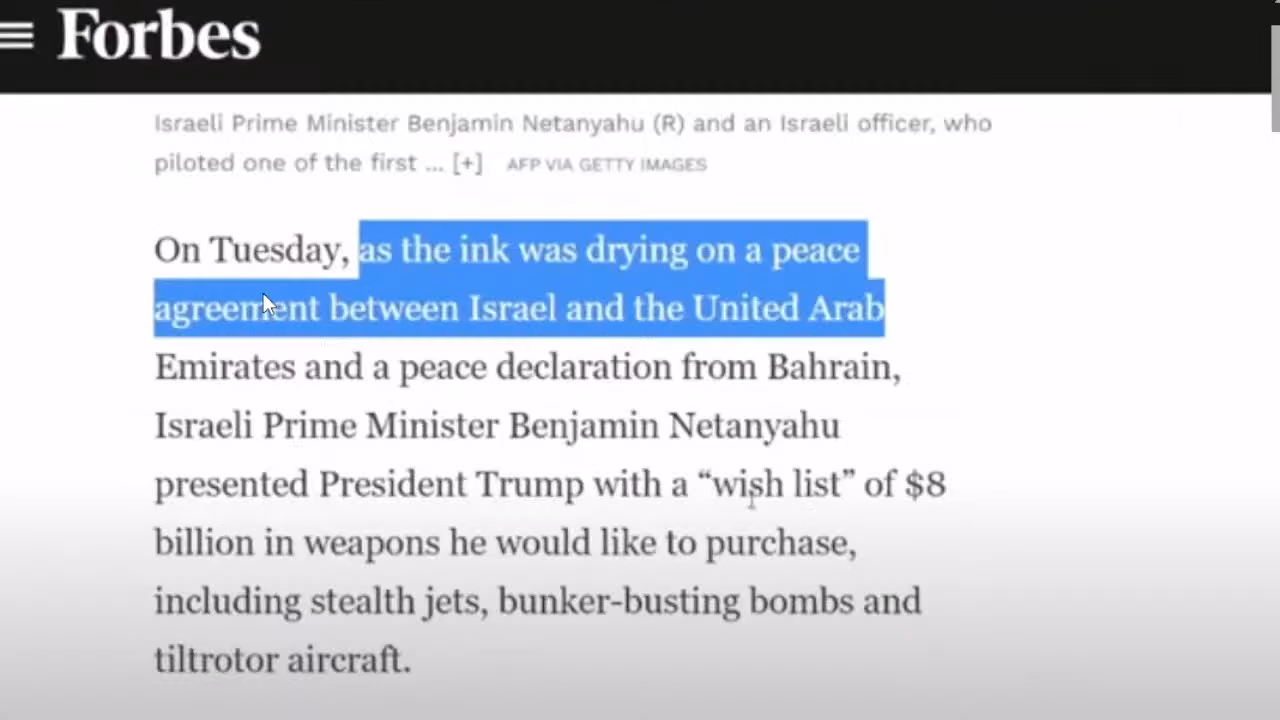 Forbes
Israeli Prime Minister Benjamin Netanyahu (R) and an Israeli officer, who
piloted one of the first ... [+] AFP VIA GETTY IMAGES
On Tuesday, as the ink was drying on a peace
agreement between Israel and the United Arab
Emirates and a peace declaration from Bahrain,
Israeli Prime Minister Benjamin Netanyahu
presented President Trump with a “wish list” of $8
billion in weapons he would like to purchase,
including stealth jets, bunker-busting bombs and
tiltrotor aircraft.